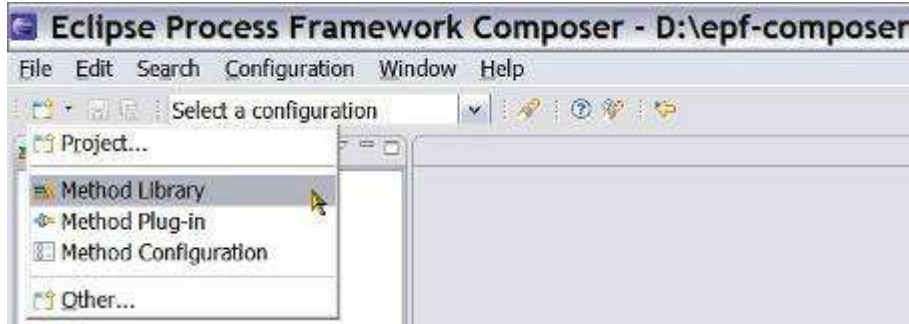 Eclipse Process Framework Composer - D:\epf-composer
File Edit Search Configuration Window Help
Select a configuration
Project...
Method Library
Method Plug-in
Method Configuration
Other...